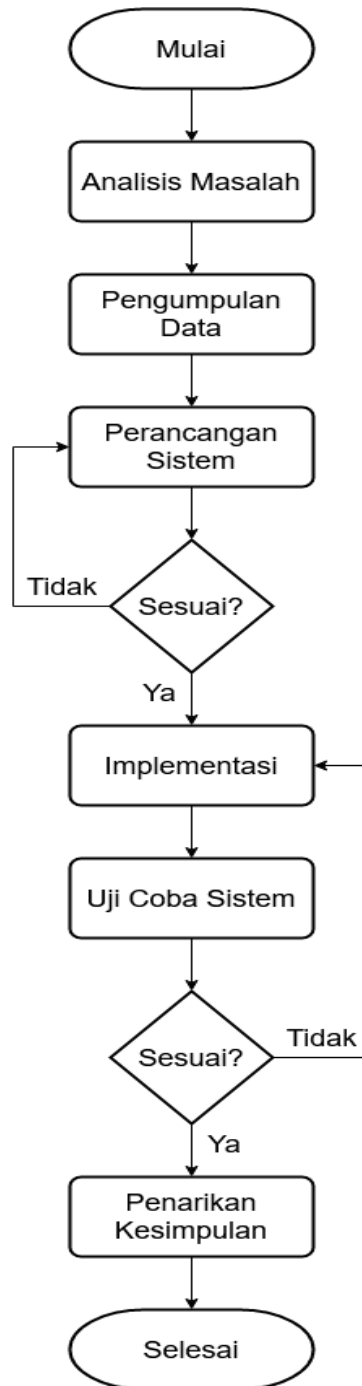 Mulai
Analisis Masalah
Pengumpulan
Data
Perancangan
Sistem
Tidak
Sesuai?
Ya
Implementasi
Uji Coba Sistem
Tidak
Sesuai?
Ya
Penarikan
Kesimpulan
Selesai